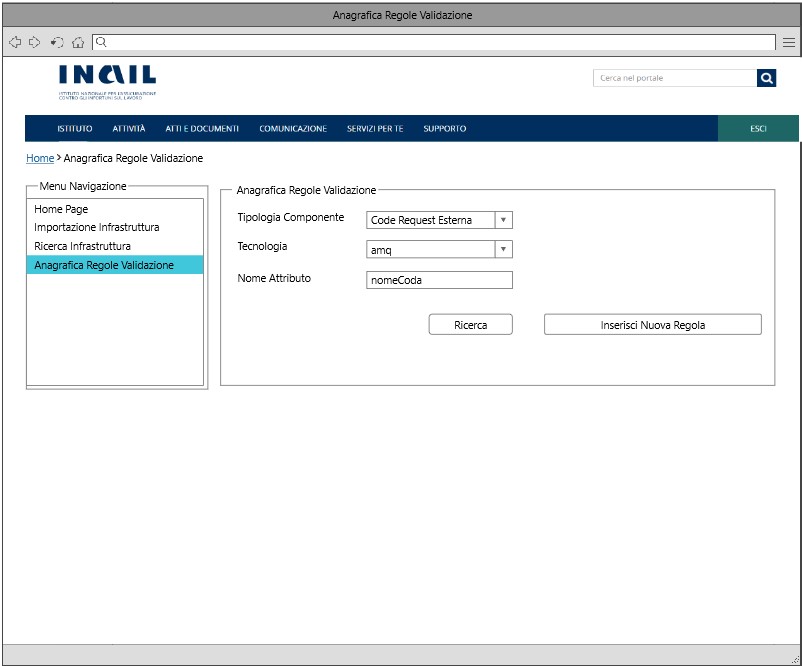 Anagrafica Regole Validazione
INAIL
ISTITUTO NAZIONALE PER L'ASSICURAZIONE
CONTRO GLI INFORTUNI SUL LAVORO
Cerca nel portale
ISTITUTO ATTIVITÀ ATTI E DOCUMENTI COMUNICAZIONE SERVIZI PER TE SUPPORTO ESCI
Home > Anagrafica Regole Validazione
Menu Navigazione
Home Page
Importazione Infrastruttura
Ricerca Infrastruttura
Anagrafica Regole Validazione
Anagrafica Regole Validazione
Tipologia Componente Code Request Esterna
Tecnologia amq
Nome Attributo nomeCoda
Ricerca Inserisci Nuova Regola